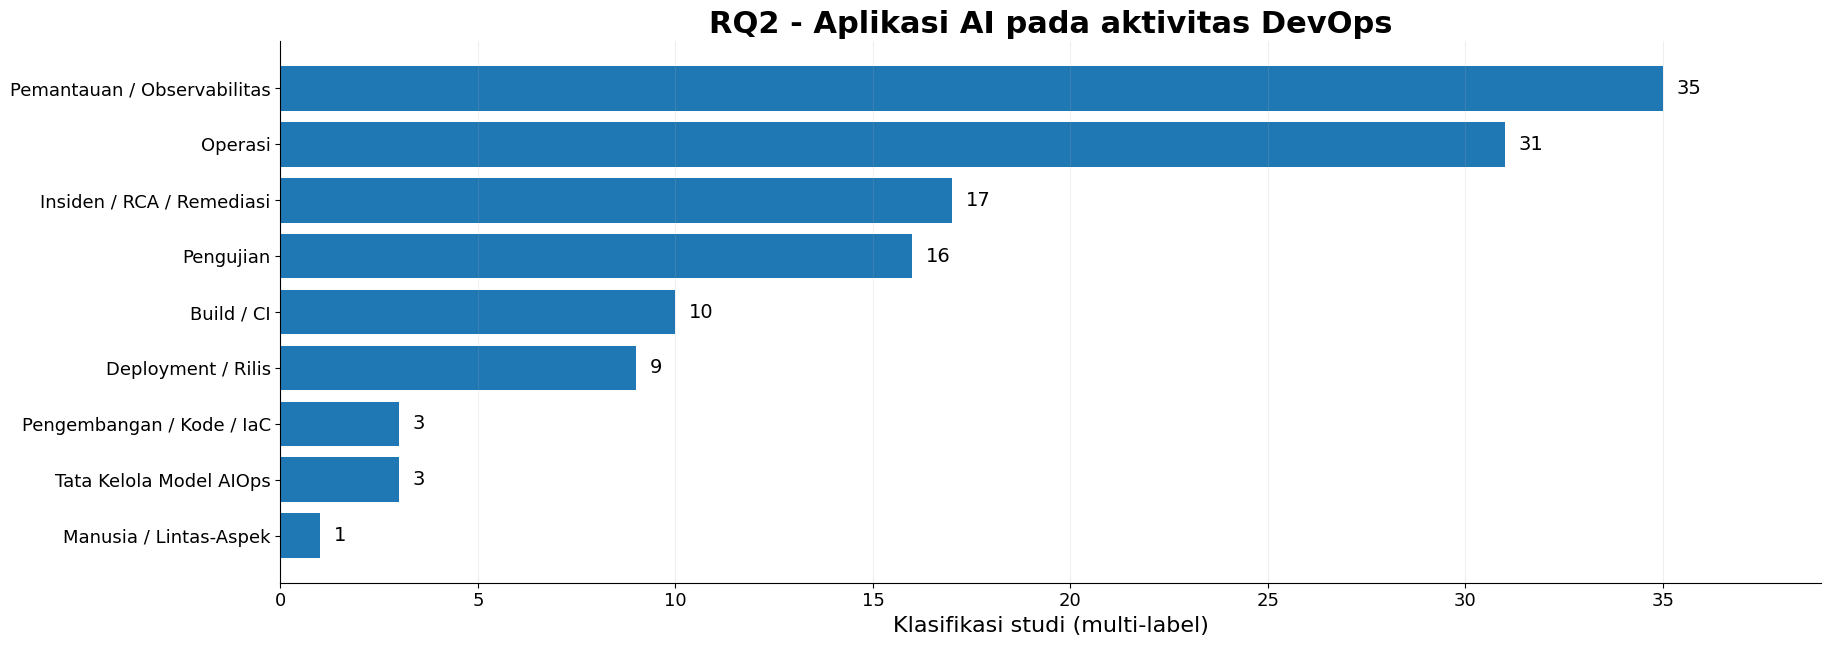 RQ2 - Aplikasi AI pada aktivitas DevOps
Pemantauan / Observabilitas
35
Operasi
31
Insiden / RCA / Remediasi
17
Pengujian
16
Build / CI
10
Deployment / Rilis
9
Pengembangan / Kode / IaC
3
Tata Kelola Model AIOps
3
Manusia / Lintas-Aspek
1
0 5 10 15 20 25 30 35
Klasifikasi studi (multi-label)